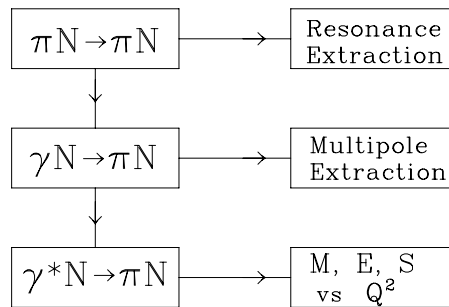 πN→πN
Resonance
Extraction
γN→πN
Multipole
Extraction
γ*N→πN
M, E, S
vs Q²